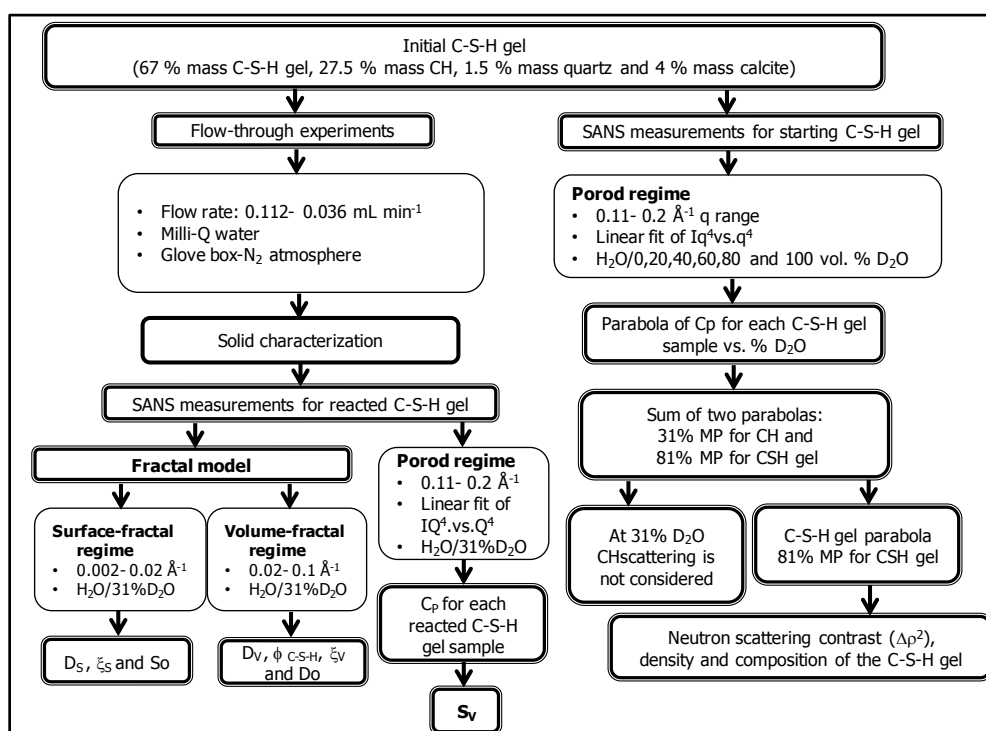 Initial C-S-H gel
(67 % mass C-S-H gel, 27.5 % mass CH, 1.5 % mass quartz and 4 % mass calcite)
Flow-through experiments
• Flow rate: 0.112- 0.036 mL min⁻¹
• Milli-Q water
• Glove box-N₂ atmosphere
Solid characterization
SANS measurements for reacted C-S-H gel
Fractal model
Surface-fractal
regime
• 0.002- 0.02 Å⁻¹
• H₂O/31%D₂O
D_S, ξ_S and So
Volume-fractal
regime
• 0.02- 0.1 Å⁻¹
• H₂O/31%D₂O
D_V, ϕ C-S-H, ξ_V
and Do
Porod regime
• 0.11- 0.2 Å⁻¹
• Linear fit of
IQ⁴.vs.Q⁴
• H₂O/31%D₂O
C_P for each
reacted C-S-H
gel sample
S_V
SANS measurements for starting C-S-H gel
Porod regime
• 0.11- 0.2 Å⁻¹ q range
• Linear fit of Iq⁴vs.q⁴
• H₂O/0,20,40,60,80 and 100 vol. % D₂O
Parabola of Cp for each C-S-H gel
sample vs. % D₂O
Sum of two parabolas:
31% MP for CH and
81% MP for CSH gel
At 31% D₂O
CHscattering is
not considered
C-S-H gel parabola
81% MP for CSH gel
Neutron scattering contrast (Δρ²),
density and composition of the C-S-H gel